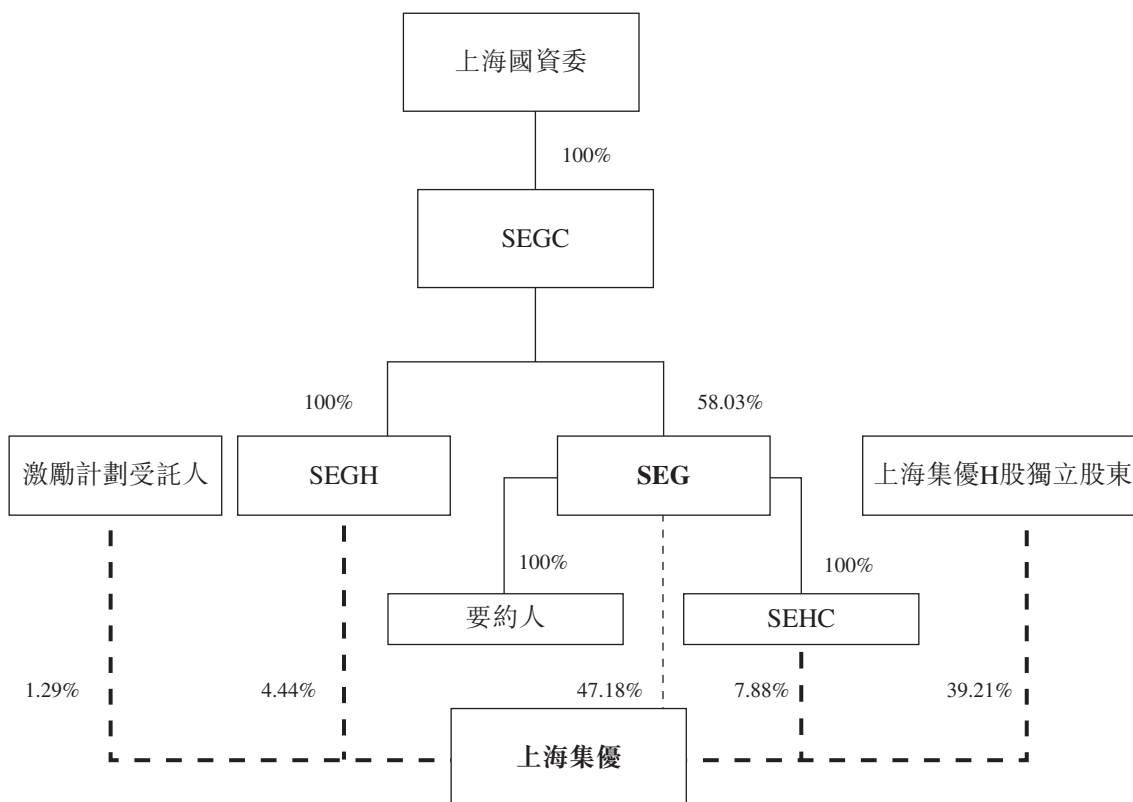 上海國資委
100%
SEGC
100%
58.03%
激勵計劃受託人
SEGH
SEG
上海集優H股獨立股東
100%
100%
要約人
SEHC
1.29%
4.44%
47.18%
7.88%
39.21%
上海集優